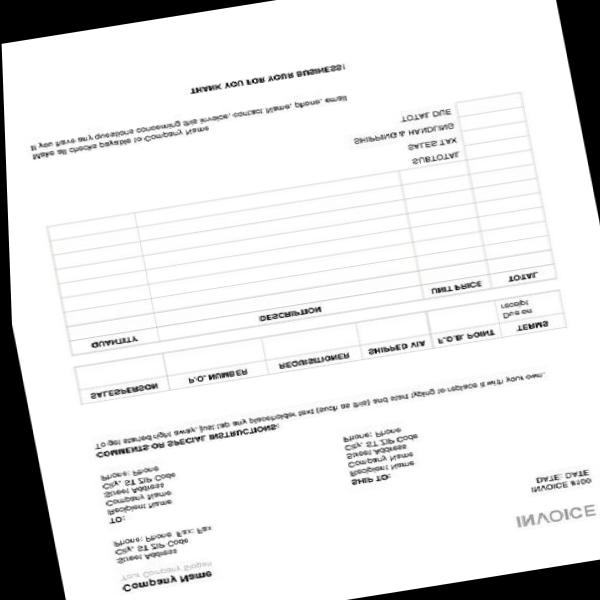 INVOICE
Company Name
Your Company Slogan
Street Address
City, ST ZIP Code
Phone: Phone Fax: Fax
INVOICE #100
DATE: DATE
TO:
Recipient Name
Company Name
Street Address
City, ST ZIP Code
Phone: Phone
SHIP TO:
Recipient Name
Company Name
Street Address
City, ST ZIP Code
Phone: Phone
COMMENTS OR SPECIAL INSTRUCTIONS:
To get started right away, just tap any placeholder text (such as this) and start typing to replace it with your own.
SALESPERSON P.O. NUMBER REQUISITIONER SHIPPED VIA F.O.B. POINT TERMS
Due on
receipt
QUANTITY DESCRIPTION UNIT PRICE TOTAL
SUBTOTAL
SALES TAX
SHIPPING & HANDLING
TOTAL DUE
Make all checks payable to Company Name
If you have any questions concerning this invoice, contact Name, phone, email
THANK YOU FOR YOUR BUSINESS!